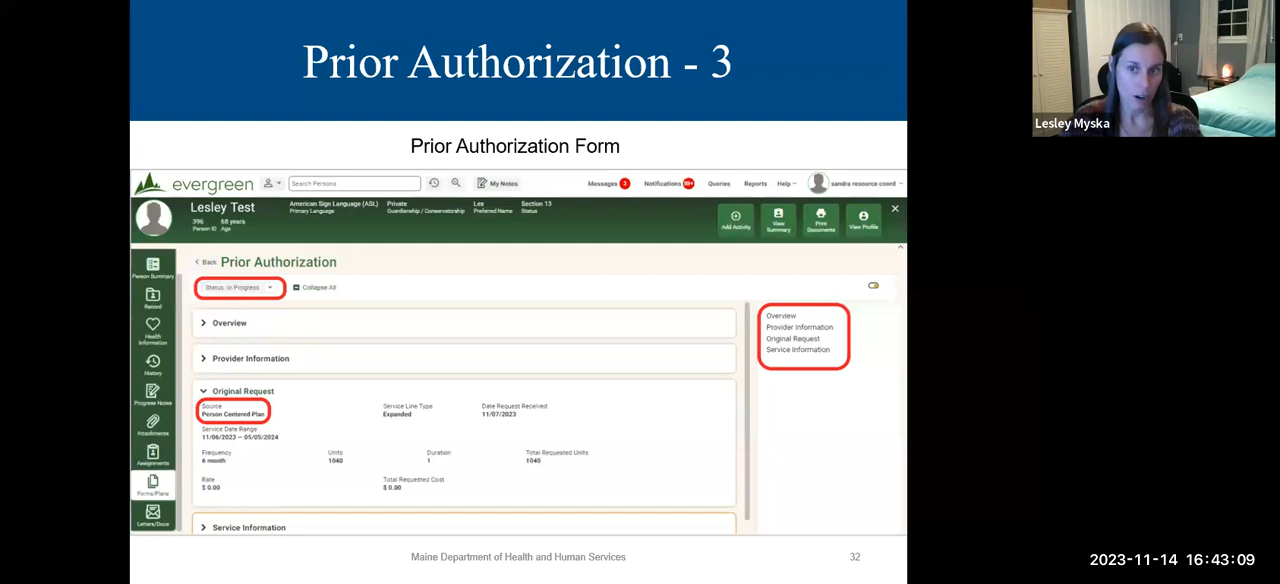 Prior Authorization - 3
Lesley Myska
Prior Authorization Form
evergreen
Search Persons
My Notes
Messages 3
Notifications 99+
Queries
Reports
Help
sandra resource coord
Lesley Test
396 58 years
Person ID Age
American Sign Language (ASL)
Primary Language
Private
Guardianship / Conservatorship
Les
Preferred Name
Section 13
Status
Add Activity
View Summary
Print Documents
View Profile
Person Summary
Record
Health Information
History
Progress Notes
Attachments
Assignments
Forms/Plans
Letters/Docs
Back Prior Authorization
Status: In Progress
Collapse All
Overview
Provider Information
Original Request
Source
Person Centered Plan
Service Line Type
Expanded
Date Request Received
11/07/2023
Service Date Range
11/06/2023 — 05/05/2024
Frequency
6 month
Units
1040
Duration
1
Total Requested Units
1040
Rate
$ 0.00
Total Requested Cost
$ 0.00
Service Information
Overview
Provider Information
Original Request
Service Information
Maine Department of Health and Human Services
32
2023-11-14 16:43:09